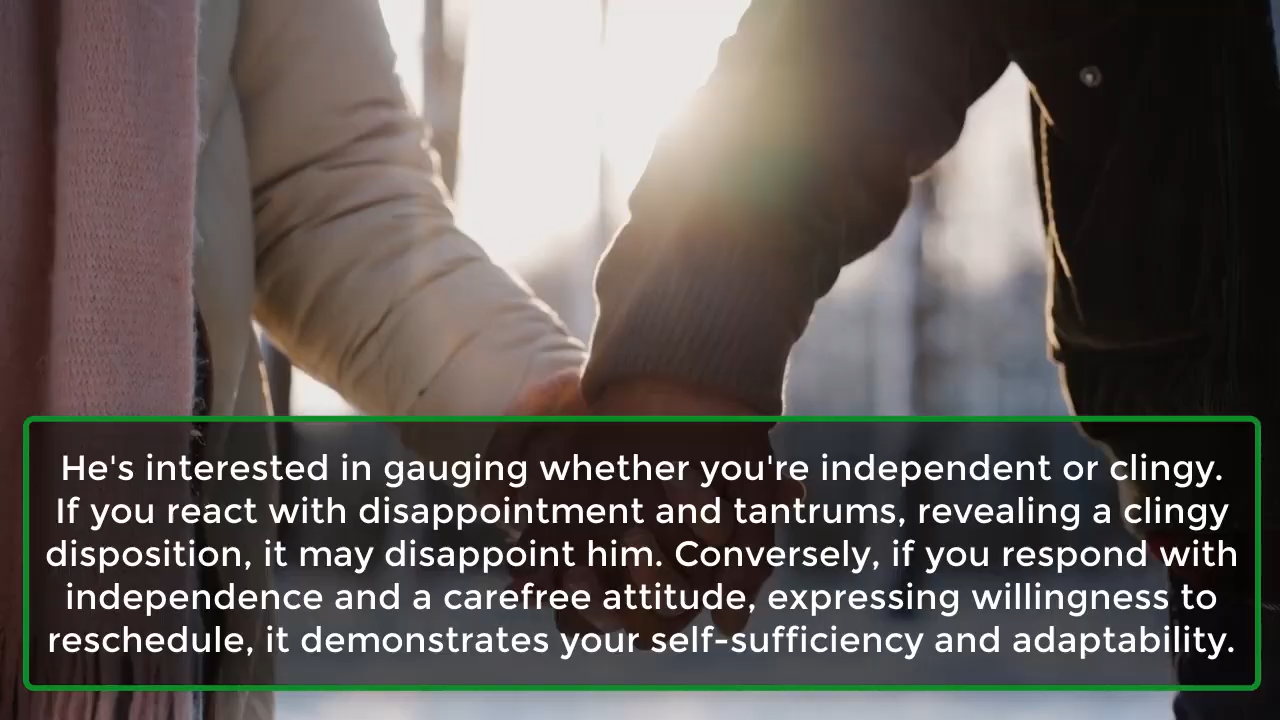 He's interested in gauging whether you're independent or clingy.
If you react with disappointment and tantrums, revealing a clingy
disposition, it may disappoint him. Conversely, if you respond with
independence and a carefree attitude, expressing willingness to
reschedule, it demonstrates your self-sufficiency and adaptability.